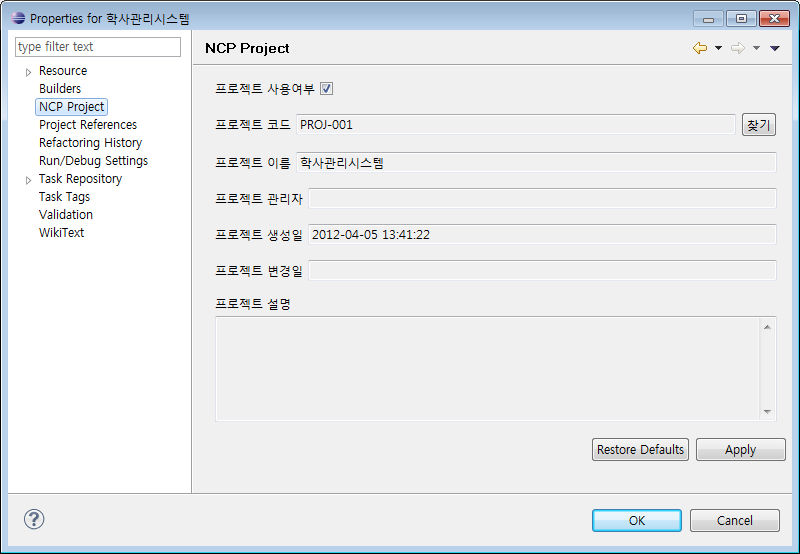 Properties for 학사관리시스템
type filter text
Resource
Builders
NCP Project
Project References
Refactoring History
Run/Debug Settings
Task Repository
Task Tags
Validation
WikiText
NCP Project
프로젝트 사용여부
프로젝트 코드 PROJ-001 찾기
프로젝트 이름 학사관리시스템
프로젝트 관리자
프로젝트 생성일 2012-04-05 13:41:22
프로젝트 변경일
프로젝트 설명
Restore Defaults Apply
? OK Cancel